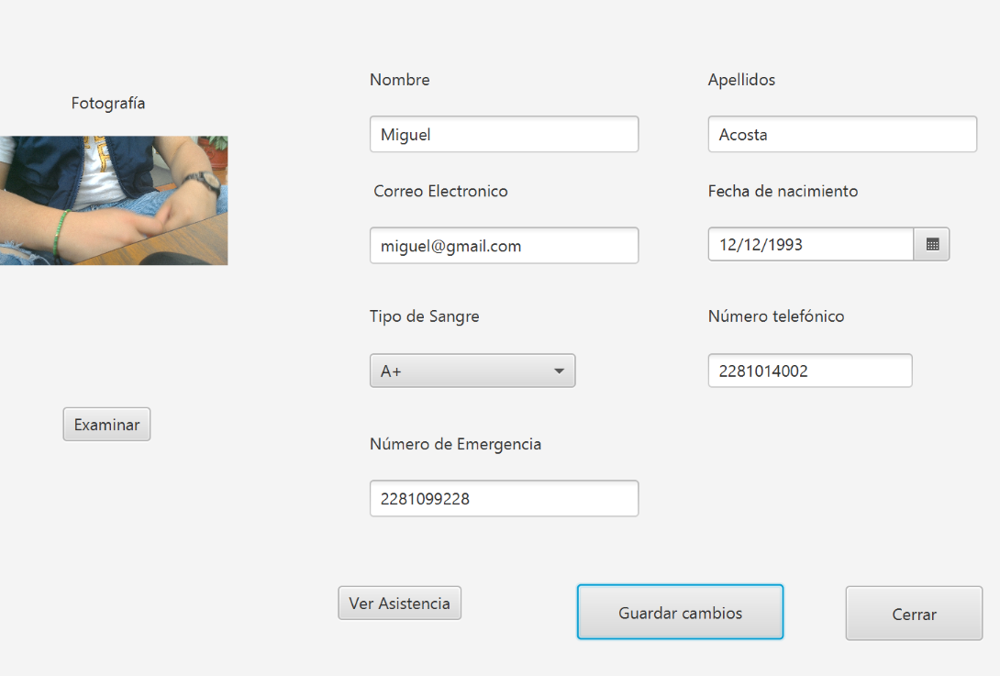 Fotografía
Nombre
Apellidos
Miguel
Acosta
Correo Electronico
Fecha de nacimiento
miguel@gmail.com
12/12/1993
Tipo de Sangre
Número telefónico
A+
2281014002
Examinar
Número de Emergencia
2281099228
Ver Asistencia
Guardar cambios
Cerrar